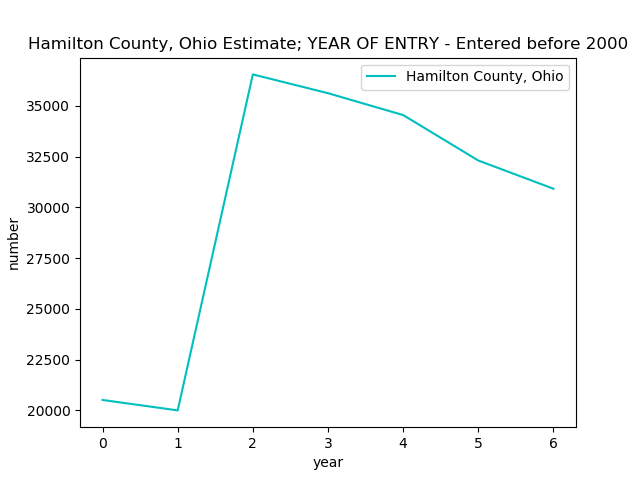 Hamilton County, Ohio Estimate; YEAR OF ENTRY - Entered before 2000
Hamilton County, Ohio
35000
32500
30000
27500
25000
22500
20000
number
0 1 2 3 4 5 6
year